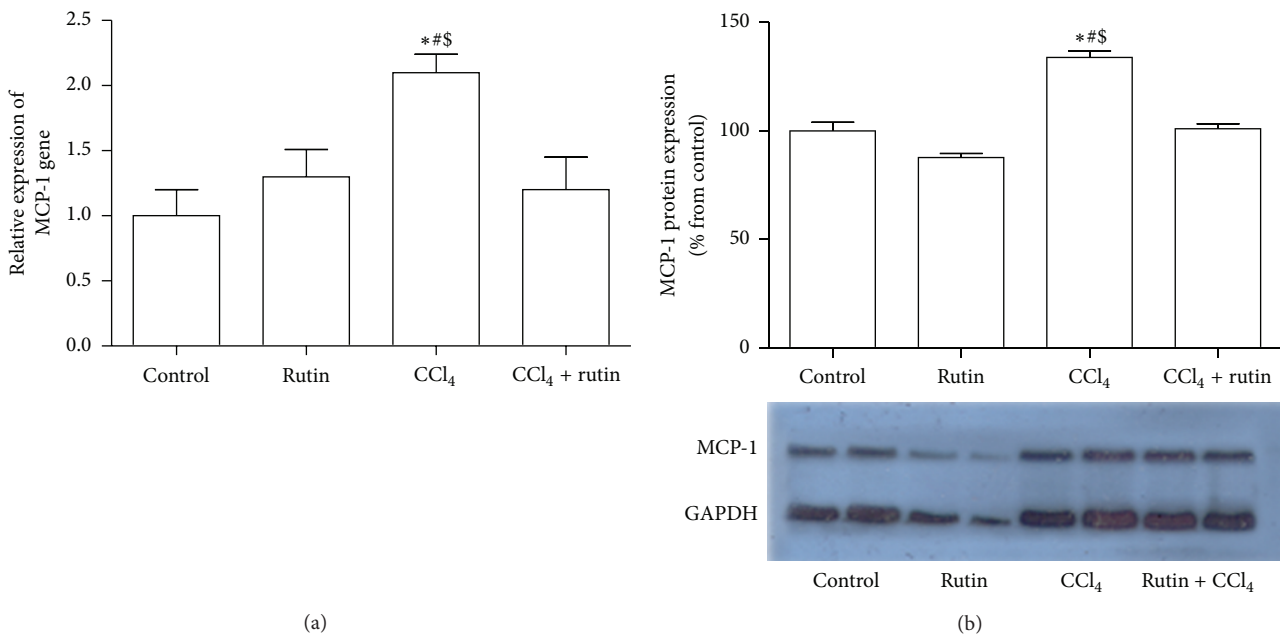 Relative expression of
MCP-1 gene
2.5
2.0
1.5
1.0
0.5
0.0
*#$
Control Rutin CCl₄ CCl₄ + rutin
(a)
MCP-1 protein expression
(% from control)
150
100
50
0
*#$
Control Rutin CCl₄ CCl₄ + rutin
MCP-1
GAPDH
Control Rutin CCl₄ Rutin + CCl₄
(b)